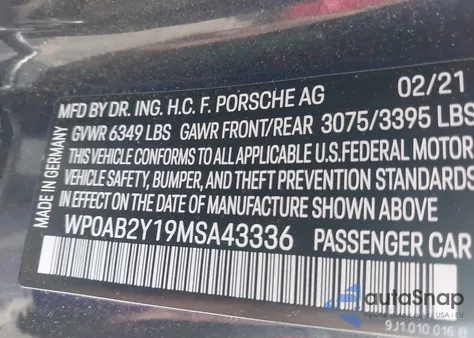 MFD BY DR. ING. H.C. F. PORSCHE AG 02/21
GVWR 6349 LBS GAWR FRONT/REAR 3075/3395 LBS
THIS VEHICLE CONFORMS TO ALL APPLICABLE U.S.FEDERAL MOTOR
VEHICLE SAFETY, BUMPER, AND THEFT PREVENTION STANDARDS
IN EFFECT ON THE DATE OF MANUFACTURE SHOWN ABOVE.
WP0AB2Y19MSA43336 PASSENGER CAR
MADE IN GERMANY
autoSnap
9J1.010.016.B